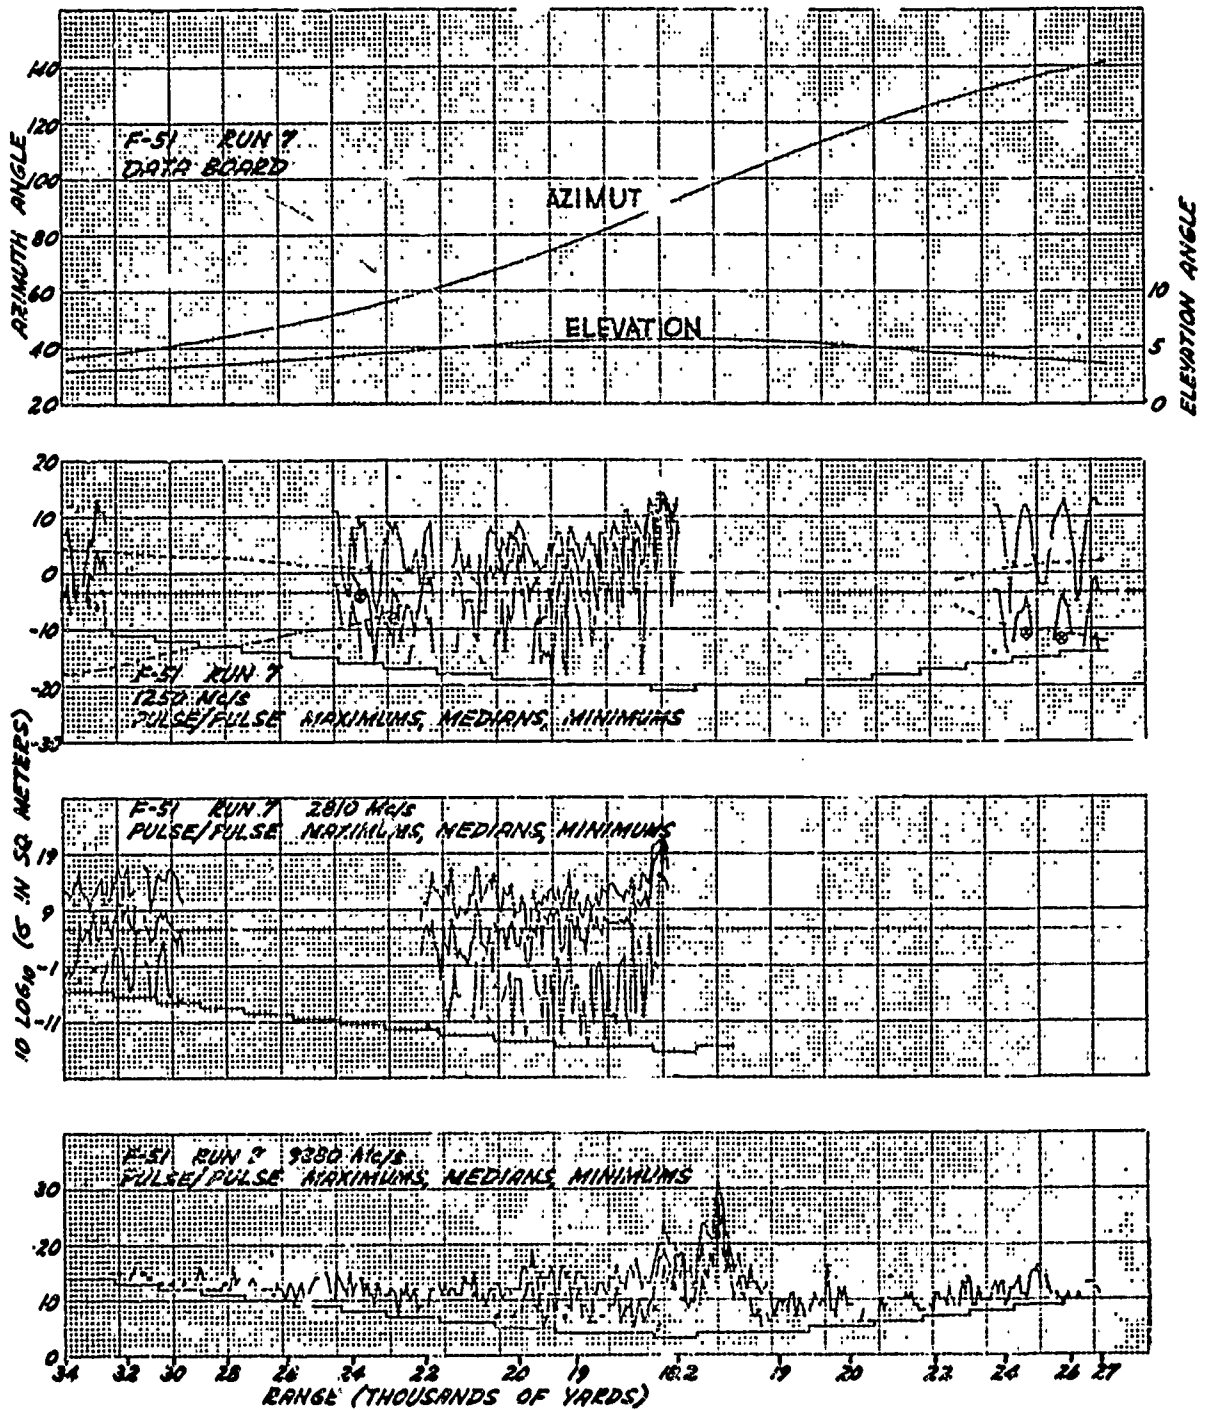 140
120
100
80
60
40
20
AZIMUTH ANGLE
F-51 RUN 7
DATA BOARD
AZIMUT
ELEVATION
10
5
0
ELEVATION ANGLE
20
10
0
-10
-20
-30
F-51 RUN 7
1250 Mc/s
PULSE/PULSE MAXIMUMS, MEDIANS, MINIMUMS
10 LOG10 (σ IN SQ METERS)
F-51 RUN 7 2810 Mc/s
PULSE/PULSE MAXIMUMS, MEDIANS, MINIMUMS
19
9
-1
-11
F-51 RUN 7 9380 Mc/s
PULSE/PULSE MAXIMUMS, MEDIANS, MINIMUMS
30
20
10
0
34 32 30 28 26 24 22 20 19 18.2 19 20 22 24 26 27
RANGE (THOUSANDS OF YARDS)